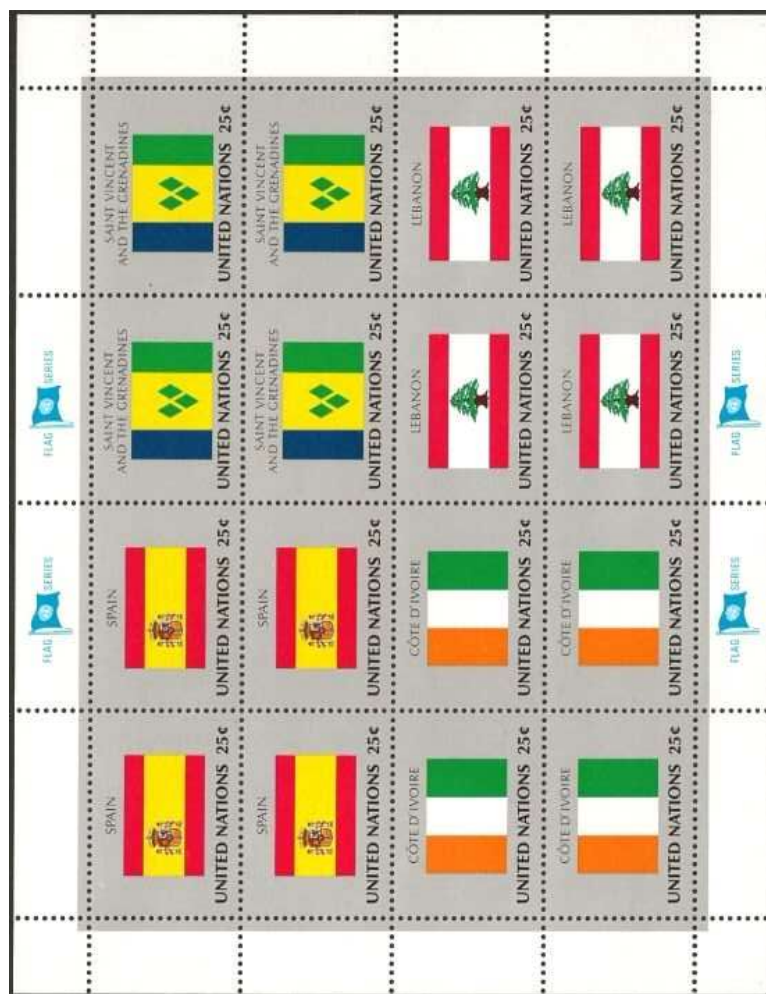 FLAG SERIES
FLAG SERIES
SPAIN
UNITED NATIONS 25¢
SPAIN
UNITED NATIONS 25¢
SAINT VINCENT
AND THE GRENADINES
UNITED NATIONS 25¢
SAINT VINCENT
AND THE GRENADINES
UNITED NATIONS 25¢
SPAIN
UNITED NATIONS 25¢
SPAIN
UNITED NATIONS 25¢
SAINT VINCENT
AND THE GRENADINES
UNITED NATIONS 25¢
SAINT VINCENT
AND THE GRENADINES
UNITED NATIONS 25¢
CÔTE D'IVOIRE
UNITED NATIONS 25¢
CÔTE D'IVOIRE
UNITED NATIONS 25¢
LEBANON
UNITED NATIONS 25¢
LEBANON
UNITED NATIONS 25¢
CÔTE D'IVOIRE
UNITED NATIONS 25¢
CÔTE D'IVOIRE
UNITED NATIONS 25¢
LEBANON
UNITED NATIONS 25¢
LEBANON
UNITED NATIONS 25¢
FLAG SERIES
FLAG SERIES